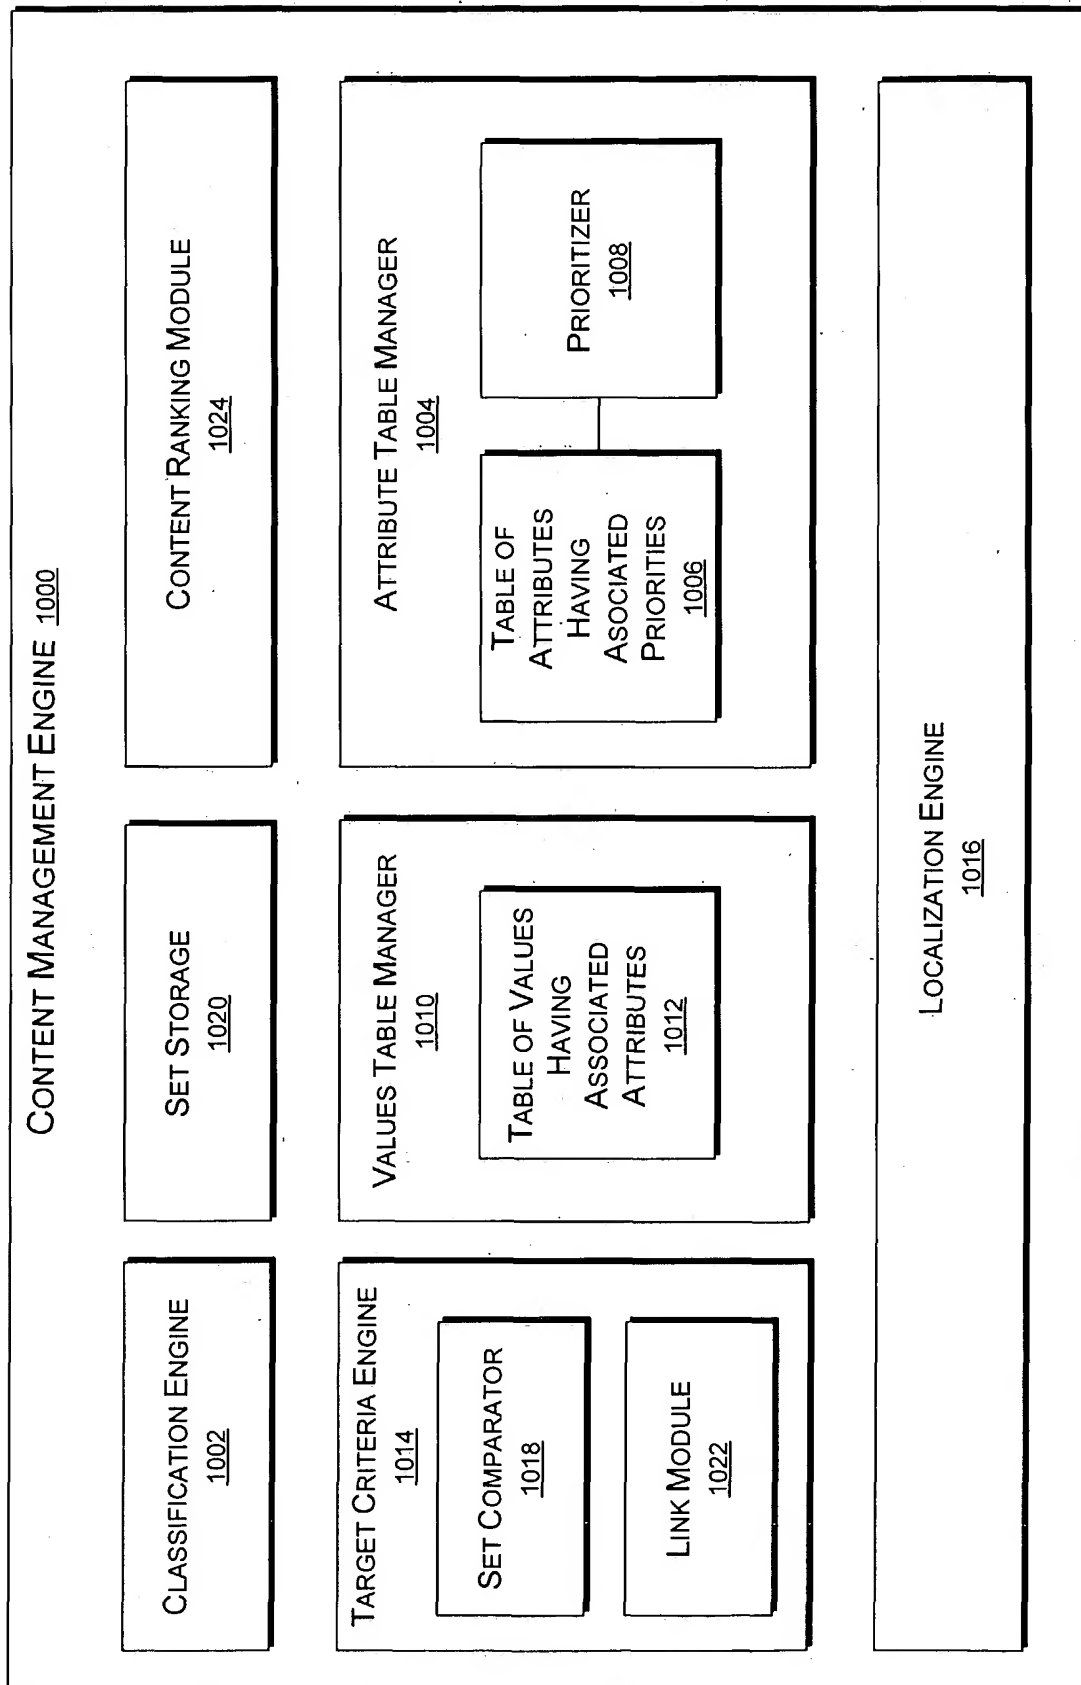 CONTENT MANAGEMENT ENGINE 1000
CLASSIFICATION ENGINE
1002
SET STORAGE
1020
CONTENT RANKING MODULE
1024
TARGET CRITERIA ENGINE
1014
SET COMPARATOR
1018
LINK MODULE
1022
VALUES TABLE MANAGER
1010
TABLE OF VALUES
HAVING
ASSOCIATED
ATTRIBUTES
1012
ATTRIBUTE TABLE MANAGER
1004
TABLE OF
ATTRIBUTES
HAVING
ASOCIATED
PRIORITIES
1006
PRIORITIZER
1008
LOCALIZATION ENGINE
1016